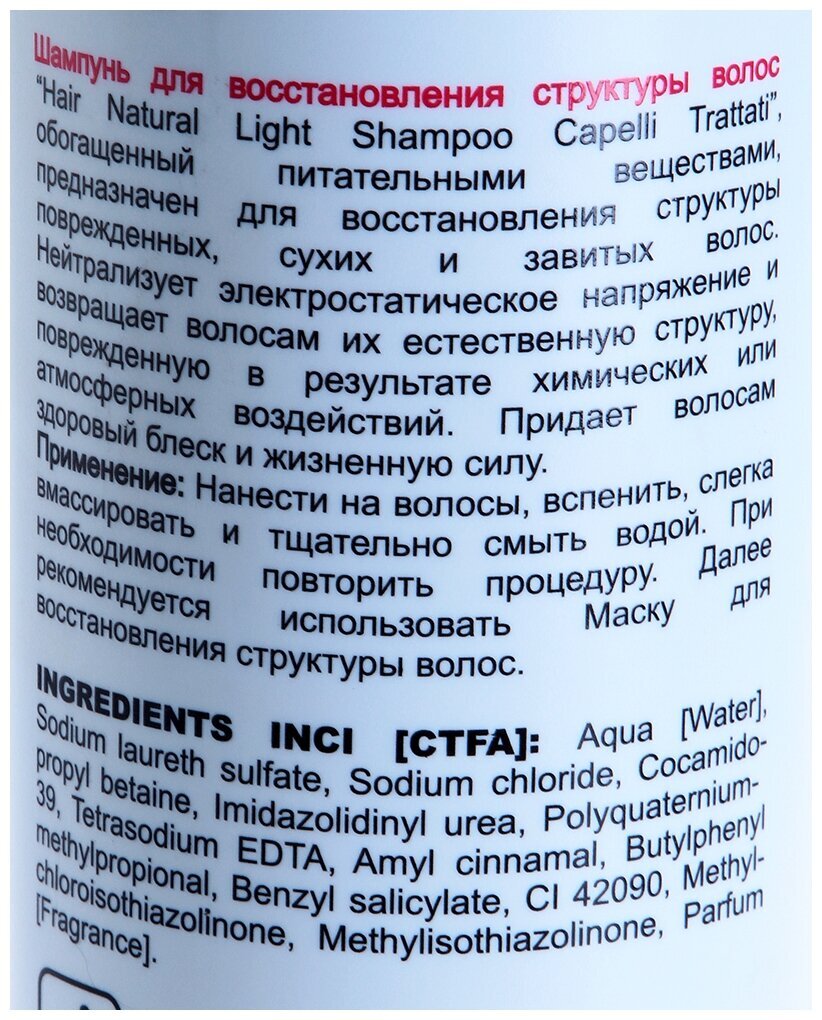 Шампунь для восстановления структуры волос
“Hair Natural Light Shampoo Capelli Trattati”,
обогащенный питательными веществами,
предназначен для восстановления структуры
поврежденных, сухих и завитых волос.
Нейтрализует электростатическое напряжение и
возвращает волосам их естественную структуру,
поврежденную в результате химических или
атмосферных воздействий. Придает волосам
здоровый блеск и жизненную силу.
Применение: Нанести на волосы, вспенить, слегка
вмассировать и тщательно смыть водой. При
необходимости повторить процедуру. Далее
рекомендуется использовать Маску для
восстановления структуры волос.
INGREDIENTS INCI [CTFA]: Aqua [Water],
Sodium laureth sulfate, Sodium chloride, Cocamido-
propyl betaine, Imidazolidinyl urea, Polyquaternium-
39, Tetrasodium EDTA, Amyl cinnamal, Butylphenyl
methylpropional, Benzyl salicylate, CI 42090, Methyl-
chloroisothiazolinone, Methylisothiazolinone, Parfum
[Fragrance].